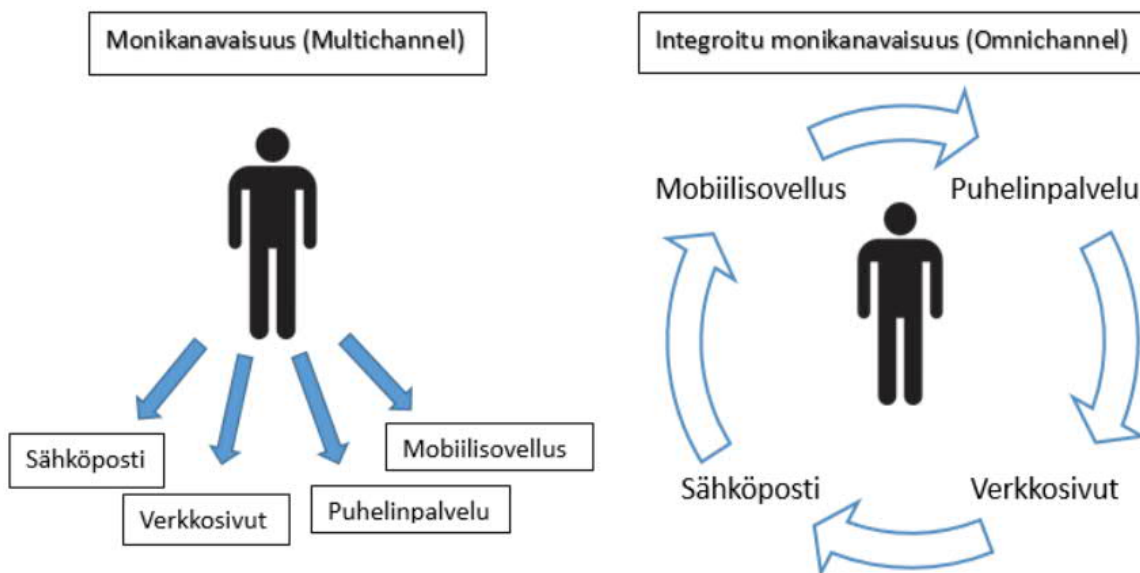 Monikanavaisuus (Multichannel)
Sähköposti
Verkkosivut
Puhelinpalvelu
Mobiilisovellus
Integroitu monikanavaisuus (Omnichannel)
Mobiilisovellus
Puhelinpalvelu
Sähköposti
Verkkosivut